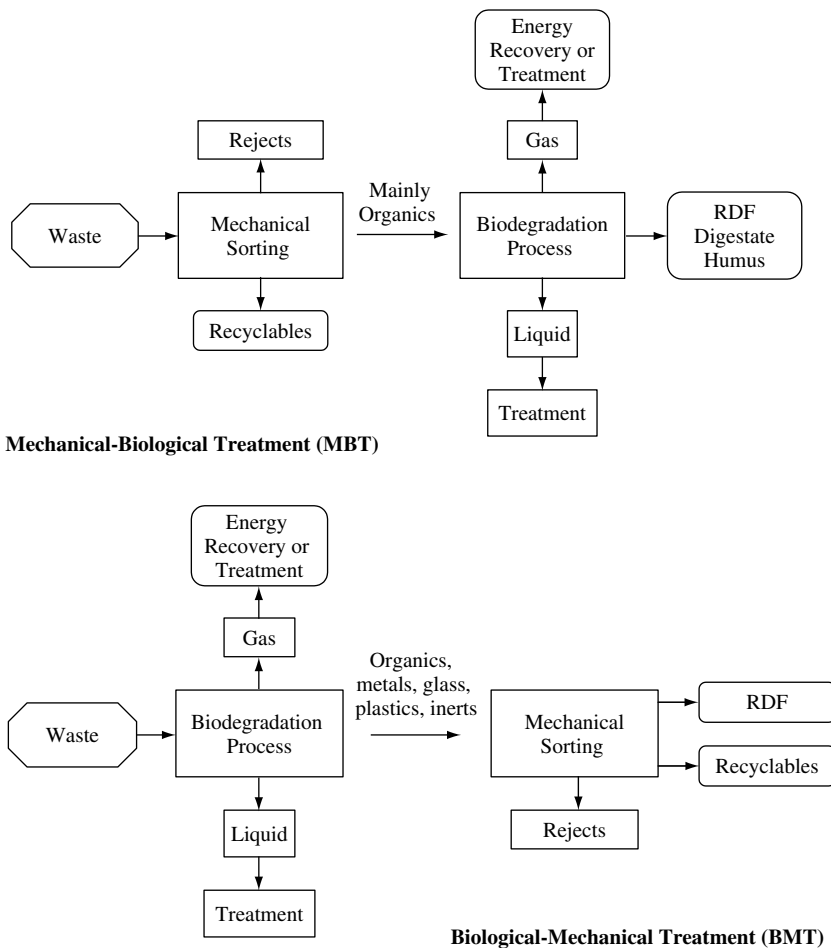 Energy
Recovery or
Treatment
Rejects
Gas
Waste
Mechanical
Sorting
Mainly
Organics
Biodegradation
Process
RDF
Digestate
Humus
Recyclables
Liquid
Treatment
Mechanical-Biological Treatment (MBT)
Energy
Recovery or
Treatment
Gas
Waste
Biodegradation
Process
Organics,
metals, glass,
plastics, inerts
Mechanical
Sorting
RDF
Recyclables
Liquid
Rejects
Treatment
Biological-Mechanical Treatment (BMT)